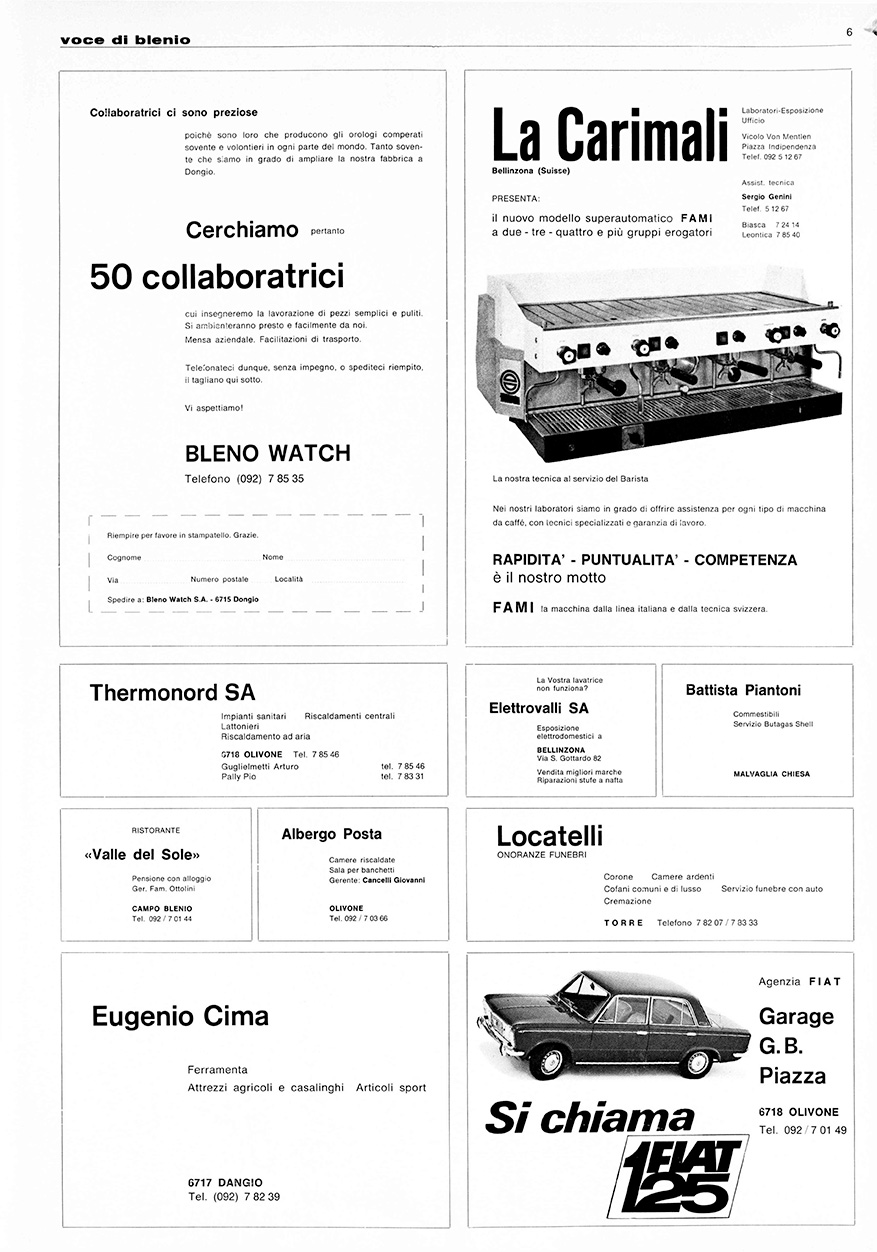 voce di blenio
6
Collaboratrici ci sono preziose
poichè sono loro che producono gli orologi comperati
sovente e volontieri in ogni parte del mondo. Tanto soven-
te che siamo in grado di ampliare la nostra fabbrica a
Dongio.
Cerchiamo pertanto
50 collaboratrici
cui insegneremo la lavorazione di pezzi semplici e puliti.
Si ambienteranno presto e facilmente da noi.
Mensa aziendale. Facilitazioni di trasporto.
Telefonateci dunque, senza impegno, o spediteci riempito,
il tagliano qui sotto.
Vi aspettiamo!
BLENO WATCH
Telefono (092) 7 85 35
Riempire per favore in stampatello. Grazie.
Cognome Nome
Via Numero postale Località
Spedire a: Bleno Watch S.A. - 6715 Dongio
La Carimali
Bellinzona (Suisse)
Laboratori-Esposizione
Ufficio
Vicolo Von Mentlen
Piazza Indipendenza
Telef. 092 5 12 67
Assist. tecnica
Sergio Genini
Telef. 5 12 67
Biasca 7 24 14
Leontica 7 85 40
PRESENTA:
il nuovo modello superautomatico FAMI
a due - tre - quattro e più gruppi erogatori
La nostra tecnica al servizio del Barista
Nei nostri laboratori siamo in grado di offrire assistenza per ogni tipo di macchina
da caffè, con tecnici specializzati e garanzia di lavoro.
RAPIDITA' - PUNTUALITA' - COMPETENZA
è il nostro motto
FAMI la macchina dalla linea italiana e dalla tecnica svizzera.
Thermonord SA
Impianti sanitari Riscaldamenti centrali
Lattonieri
Riscaldamento ad aria
6718 OLIVONE Tel. 7 85 46
Guglielmetti Arturo tel. 7 85 46
Pally Pio tel. 7 83 31
La Vostra lavatrice
non funziona?
Elettrovalli SA
Esposizione
elettrodomestici a
BELLINZONA
Via S. Gottardo 82
Vendita migliori marche
Riparazioni stufe a nafta
Battista Piantoni
Commestibili
Servizio Butagas Shell
MALVAGLIA CHIESA
RISTORANTE
«Valle del Sole»
Pensione con alloggio
Ger. Fam. Ottolini
CAMPO BLENIO
Tel. 092 / 7 01 44
Albergo Posta
Camere riscaldate
Sala per banchetti
Gerente: Cancelli Giovanni
OLIVONE
Tel. 092 / 7 03 66
Locatelli
ONORANZE FUNEBRI
Corone Camere ardenti
Cofani comuni e di lusso Servizio funebre con auto
Cremazione
TORRE Telefono 7 82 07 / 7 83 33
Eugenio Cima
Ferramenta
Attrezzi agricoli e casalinghi Articoli sport
6717 DANGIO
Tel. (092) 7 82 39
Agenzia FIAT
Garage
G.B.
Piazza
6718 OLIVONE
Tel. 092 / 7 01 49
Si chiama
FIAT
125